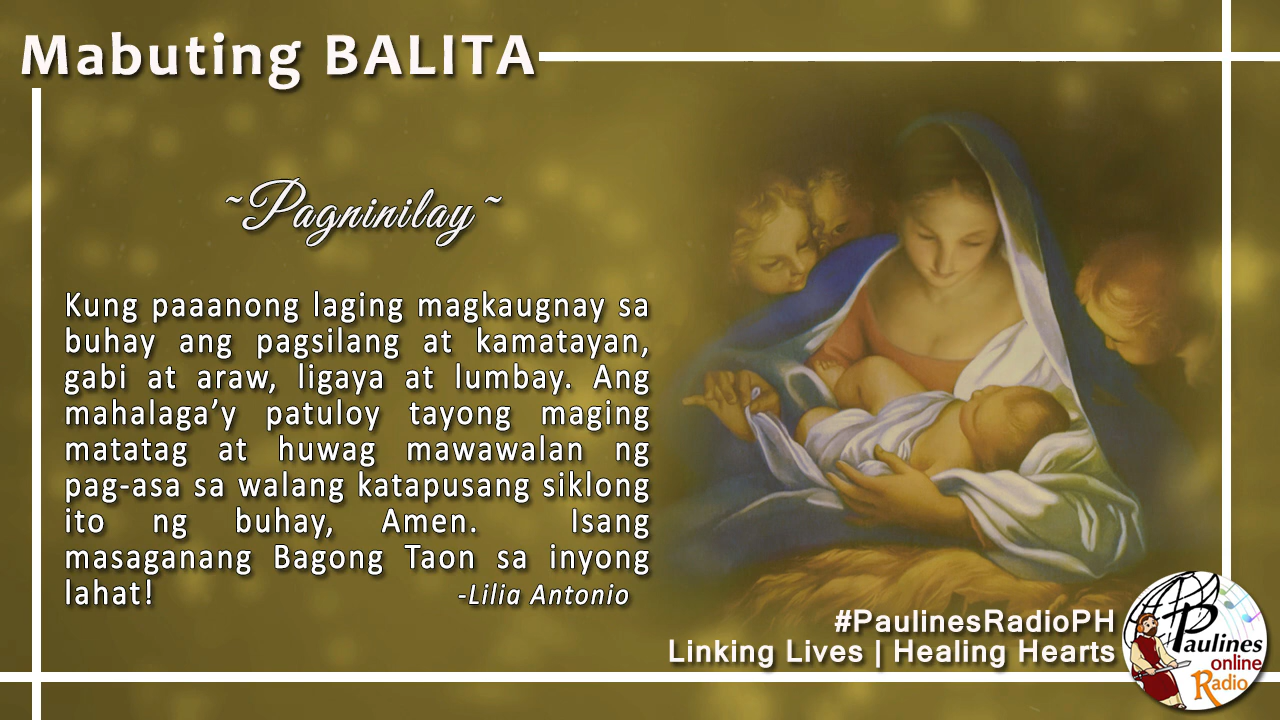 Mabuting BALITA
~Pagninilay~
Kung paaanong laging magkaugnay sa
buhay ang pagsilang at kamatayan,
gabi at araw, ligaya at lumbay. Ang
mahalaga’y patuloy tayong maging
matatag at huwag mawawalan ng
pag-asa sa walang katapusang siklong
ito ng buhay, Amen. Isang
masaganang Bagong Taon sa inyong
lahat!
-Lilia Antonio
#PaulinesRadioPH
Linking Lives | Healing Hearts
Paulines
online
Radio